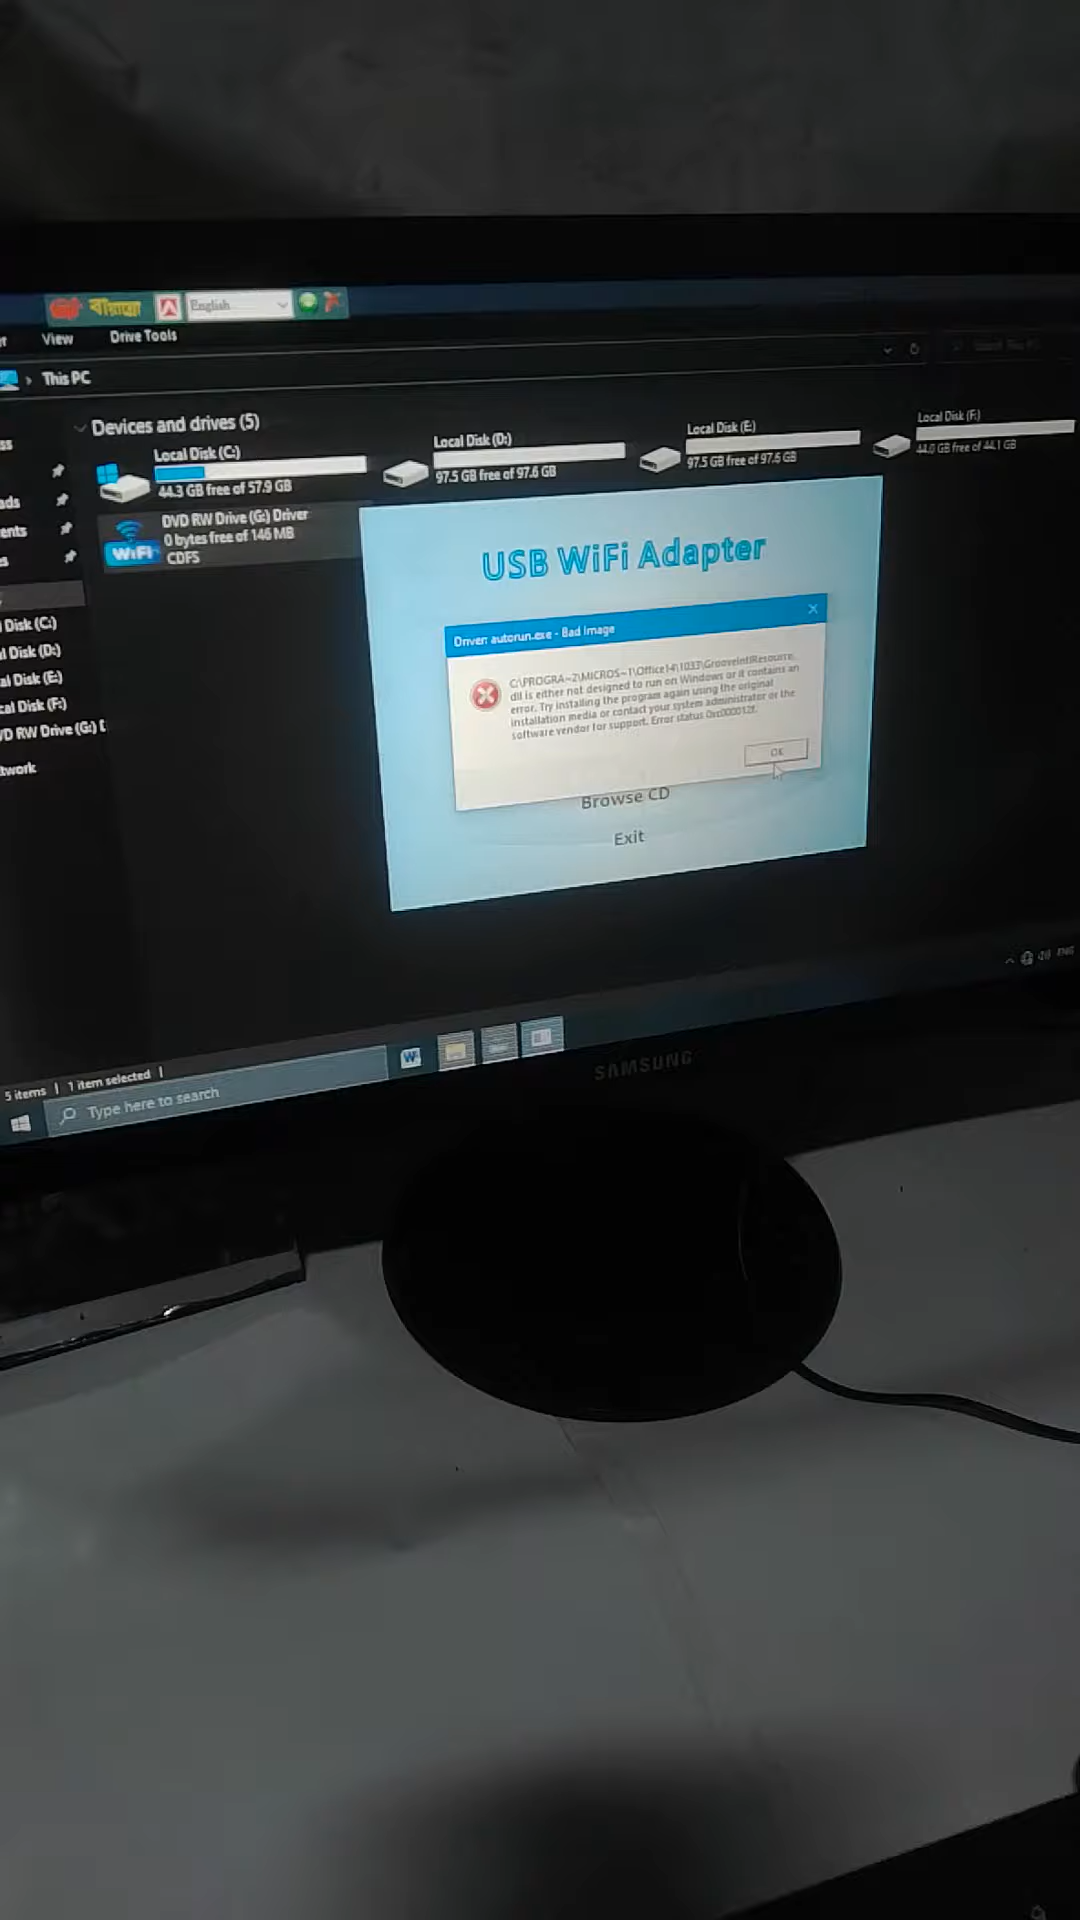 বায়ান্নো
English
View
Drive Tools
This PC
Devices and drives (5)
Local Disk (C:)
44.3 GB free of 57.9 GB
Local Disk (D:)
97.5 GB free of 97.6 GB
Local Disk (E:)
97.5 GB free of 97.6 GB
Local Disk (F:)
44.0 GB free of 44.1 GB
DVD RW Drive (G:) Driver
0 bytes free of 146 MB
CDFS
WiFi
ads
ents
l Disk (C:)
al Disk (D:)
al Disk (E:)
cal Disk (F:)
VD RW Drive (G:) D
twork
USB WiFi Adapter
Driver: autorun.exe - Bad Image
C:\PROGRA~2\MICROS~1\Office14\1033\GrooveIntlResource.
dll is either not designed to run on Windows or it contains an
error. Try installing the program again using the original
installation media or contact your system administrator or the
software vendor for support. Error status 0xc000012f.
OK
Browse CD
Exit
ENG
5 items
1 item selected
Type here to search
W
SAMSUNG